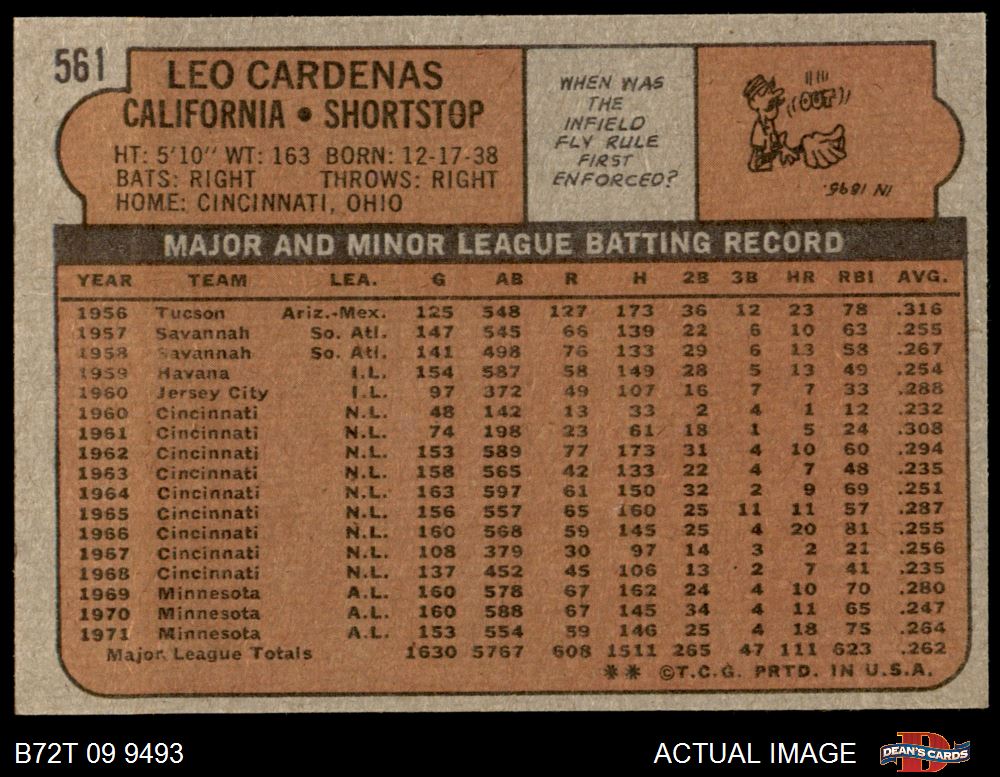 561
LEO CARDENAS
CALIFORNIA • SHORTSTOP
HT: 5'10" WT: 163 BORN: 12-17-38
BATS: RIGHT THROWS: RIGHT
HOME: CINCINNATI, OHIO
WHEN WAS
THE
INFIELD
FLY RULE
FIRST
ENFORCED?
OUT
IN 1895.
MAJOR AND MINOR LEAGUE BATTING RECORD
YEAR TEAM LEA. G AB R H 2B 3B HR RBI AVG.
1956 Tucson Ariz.-Mex. 125 548 127 173 36 12 23 78 .316
1957 Savannah So. Atl. 147 545 66 139 22 6 10 63 .255
1958 Savannah So. Atl. 141 498 76 133 29 6 13 58 .267
1959 Havana I.L. 154 587 58 149 28 5 13 49 .254
1960 Jersey City I.L. 97 372 49 107 16 7 7 33 .288
1960 Cincinnati N.L. 48 142 13 33 2 4 1 12 .232
1961 Cincinnati N.L. 74 198 23 61 18 1 5 24 .308
1962 Cincinnati N.L. 153 589 77 173 31 4 10 60 .294
1963 Cincinnati N.L. 158 565 42 133 22 4 7 48 .235
1964 Cincinnati N.L. 163 597 61 150 32 2 9 69 .251
1965 Cincinnati N.L. 156 557 65 160 25 11 11 57 .287
1966 Cincinnati N.L. 160 568 59 145 25 4 20 81 .255
1967 Cincinnati N.L. 108 379 30 97 14 3 2 21 .256
1968 Cincinnati N.L. 137 452 45 106 13 2 7 41 .235
1969 Minnesota A.L. 160 578 67 162 24 4 10 70 .280
1970 Minnesota A.L. 160 588 67 145 34 4 11 65 .247
1971 Minnesota A.L. 153 554 59 146 25 4 18 75 .264
Major League Totals 1630 5767 608 1511 265 47 111 623 .262
** ©T.C.G. PRTD. IN U.S.A.
B72T 09 9493 ACTUAL IMAGE DEAN'S CARDS